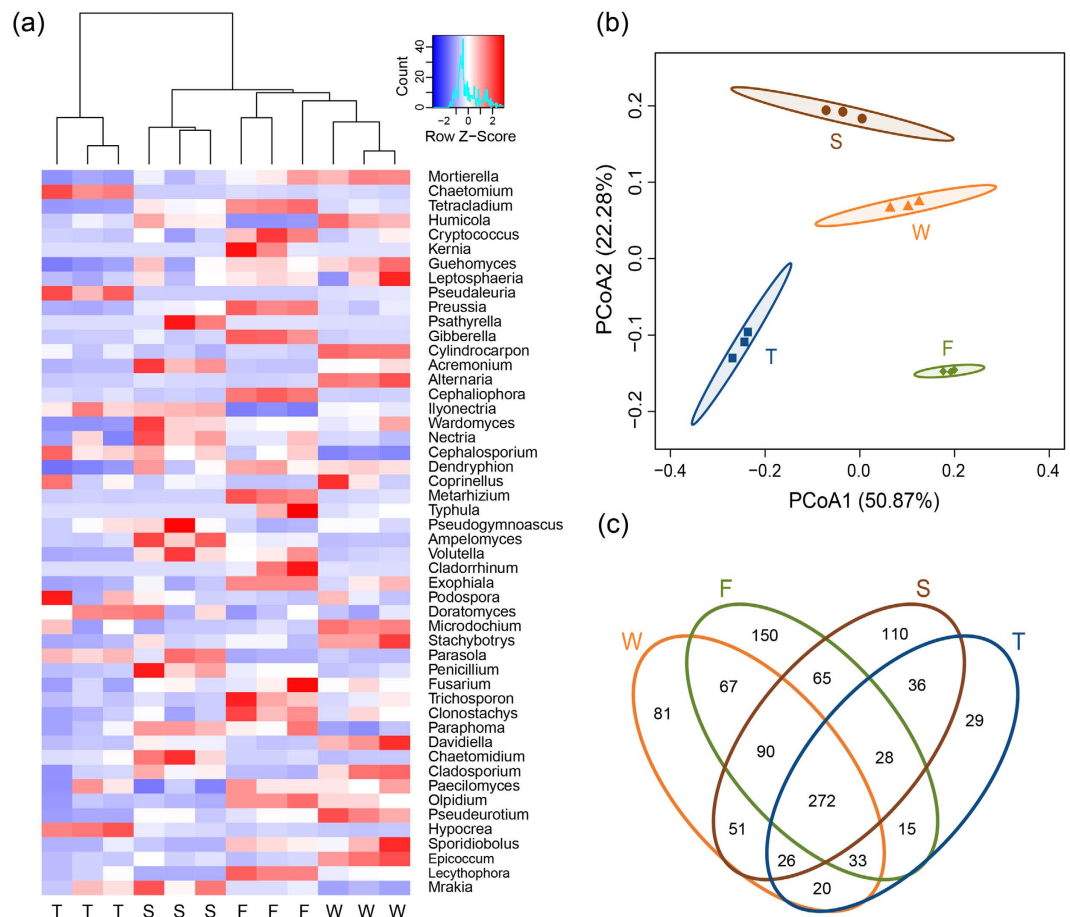 (a)
Count
0 20 40
−2 0 2
Row Z−Score
Mortierella
Chaetomium
Tetracladium
Humicola
Cryptococcus
Kernia
Guehomyces
Leptosphaeria
Pseudaleuria
Preussia
Psathyrella
Gibberella
Cylindrocarpon
Acremonium
Alternaria
Cephaliophora
Ilyonectria
Wardomyces
Nectria
Cephalosporium
Dendryphion
Coprinellus
Metarhizium
Typhula
Pseudogymnoascus
Ampelomyces
Volutella
Cladorrhinum
Exophiala
Podospora
Doratomyces
Microdochium
Stachybotrys
Parasola
Penicillium
Fusarium
Trichosporon
Clonostachys
Paraphoma
Davidiella
Chaetomidium
Cladosporium
Paecilomyces
Olpidium
Pseudeurotium
Hypocrea
Sporidiobolus
Epicoccum
Lecythophora
Mrakia
T T T S S S F F F W W W
(b)
PCoA2 (22.28%)
0.2
0.1
0.0
−0.1
−0.2
S
W
T
F
−0.4 −0.2 0.0 0.2 0.4
PCoA1 (50.87%)
(c)
F S
W T
150 110
67 65 36
81 29
90 28
272
51 15
26 33
20